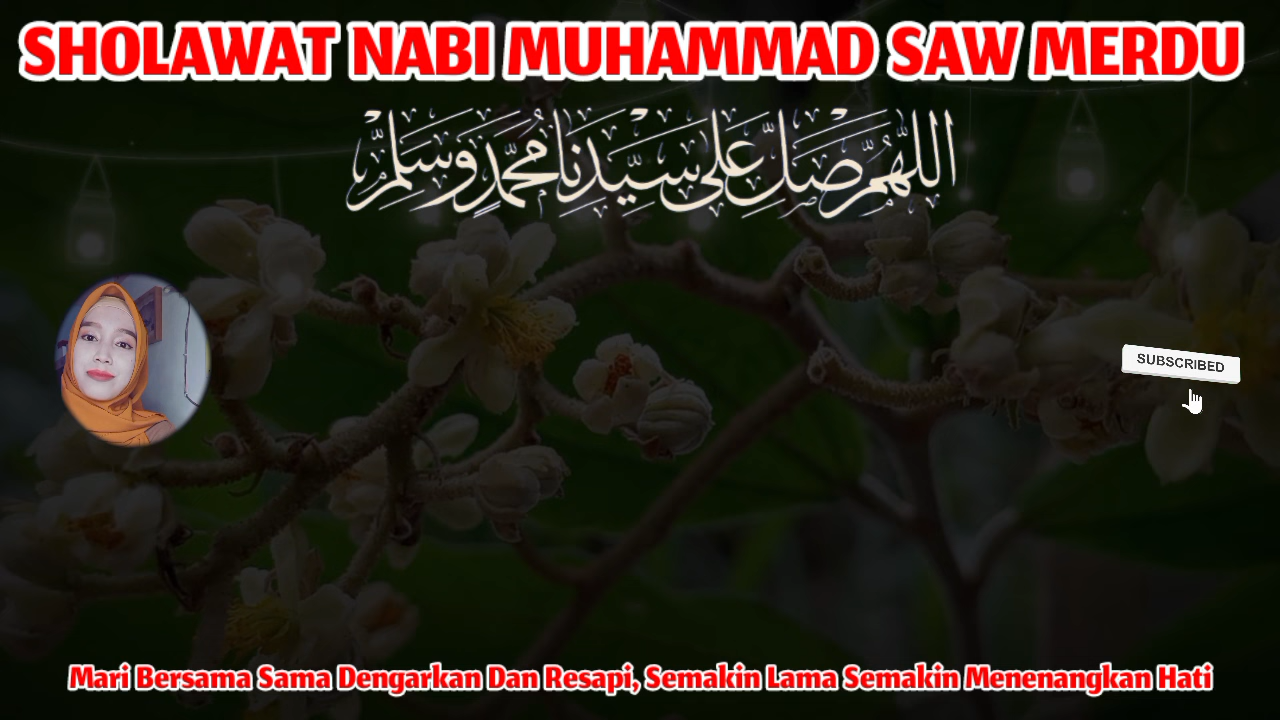 SHOLAWAT NABI MUHAMMAD SAW MERDU
اللهم صل على سيدنا محمد وسلم
SUBSCRIBED
Mari Bersama Sama Dengarkan Dan Resapi, Semakin Lama Semakin Menenangkan Hati